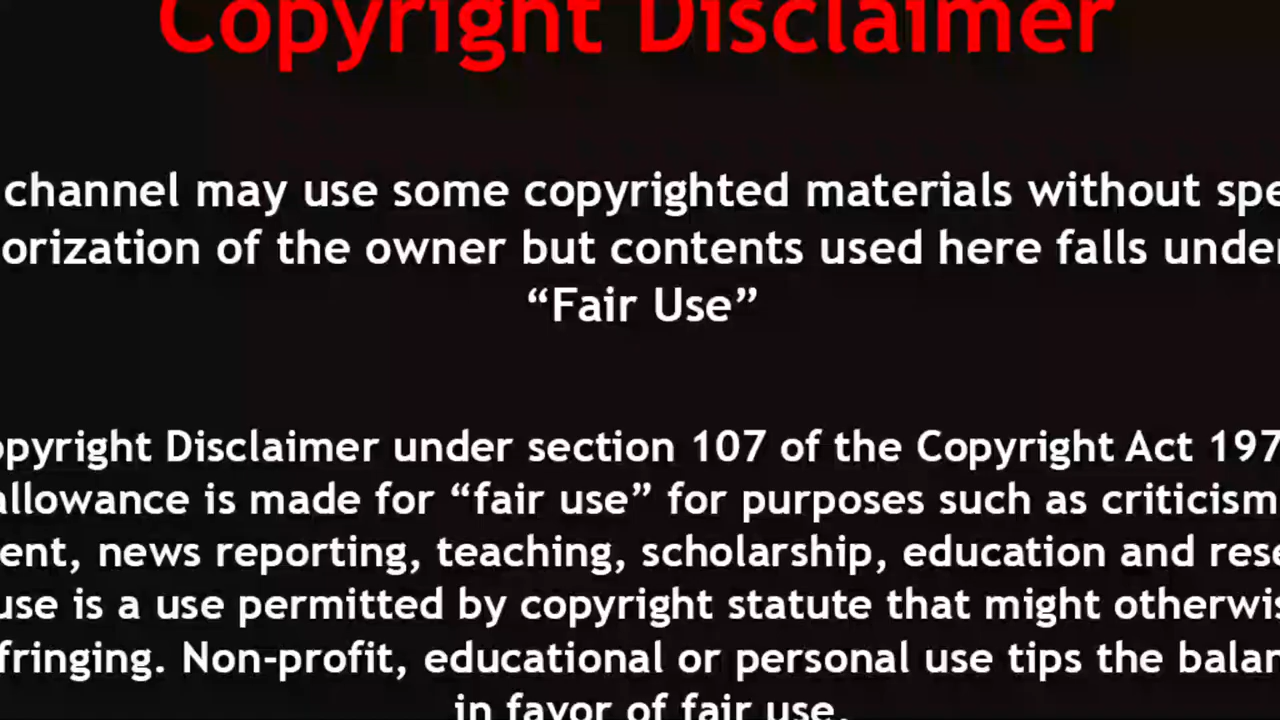 Copyright Disclaimer
channel may use some copyrighted materials without spe
orization of the owner but contents used here falls under
“Fair Use”
opyright Disclaimer under section 107 of the Copyright Act 197
allowance is made for “fair use” for purposes such as criticism
ent, news reporting, teaching, scholarship, education and rese
use is a use permitted by copyright statute that might otherwis
fringing. Non-profit, educational or personal use tips the balan
in favor of fair use.